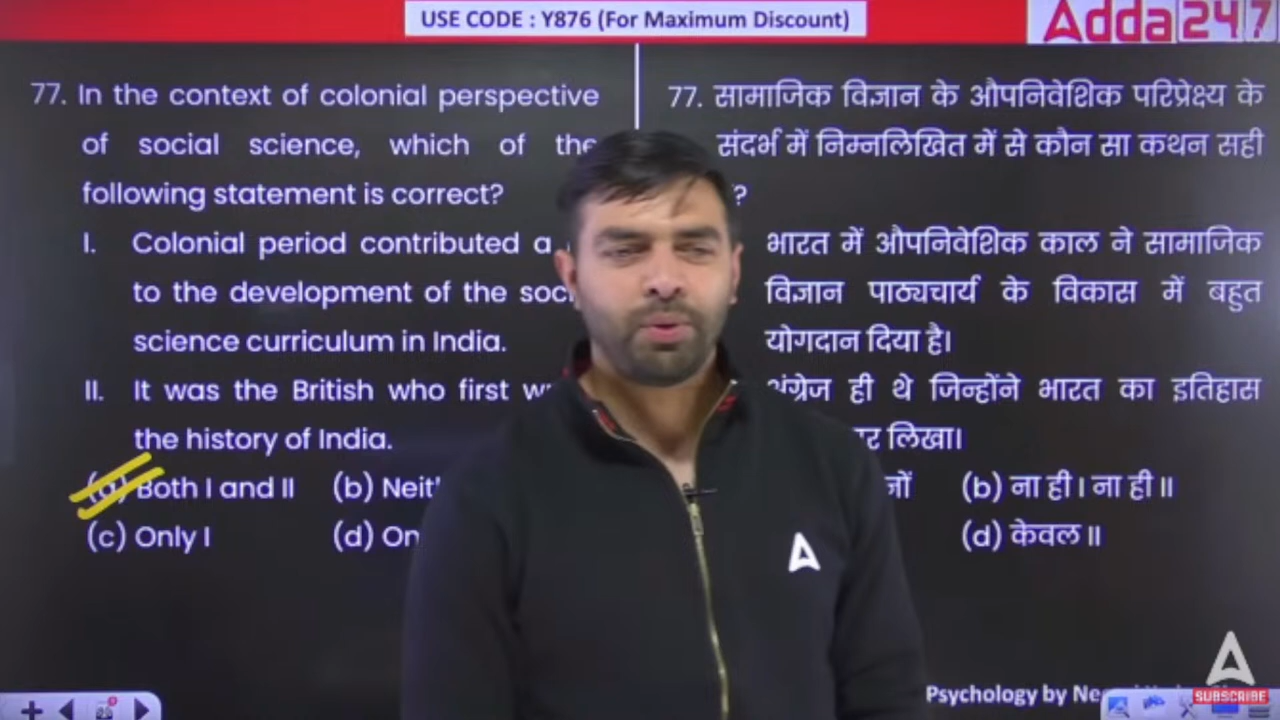 USE CODE : Y876 (For Maximum Discount)
Adda247
77. In the context of colonial perspective
of social science, which of the
following statement is correct?
I. Colonial period contributed a
to the development of the
science curriculum in India.
II. It was the British who first
the history of India.
(a) Both I and II (b)
(c) Only I (d)
77. सामाजिक विज्ञान के औपनिवेशिक परिप्रेक्ष्य के
संदर्भ में निम्नलिखित में से कौन सा कथन सही
?
भारत में औपनिवेशिक काल ने सामाजिक
विज्ञान पाठ्यचार्य के विकास में बहुत
योगदान दिया है।
अंग्रेज ही थे जिन्होंने भारत का इतिहास
लिखा।
(b) ना ही I ना ही II
(d) केवल II
Psychology by
SUBSCRIBE